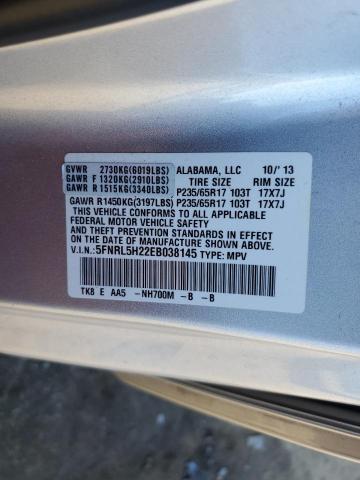 ALABAMA, LLC 10/'13
GVWR 2730KG(6019LBS) TIRE SIZE RIM SIZE
GAWR F 1320KG(2910LBS) P235/65R17 103T 17X7J
GAWR R 1515KG(3340LBS) P235/65R17 103T 17X7J
GAWR R1450KG(3197LBS)
THIS VEHICLE CONFORMS TO ALL APPLICABLE
FEDERAL MOTOR VEHICLE SAFETY
AND THEFT PREVENTION STANDARDS IN EFFECT
ON THE DATE OF MANUFACTURE SHOWN ABOVE.
V.I.N.:5FNRL5H22EB038145 TYPE: MPV
TK8 E AA5 -NH700M -B -B